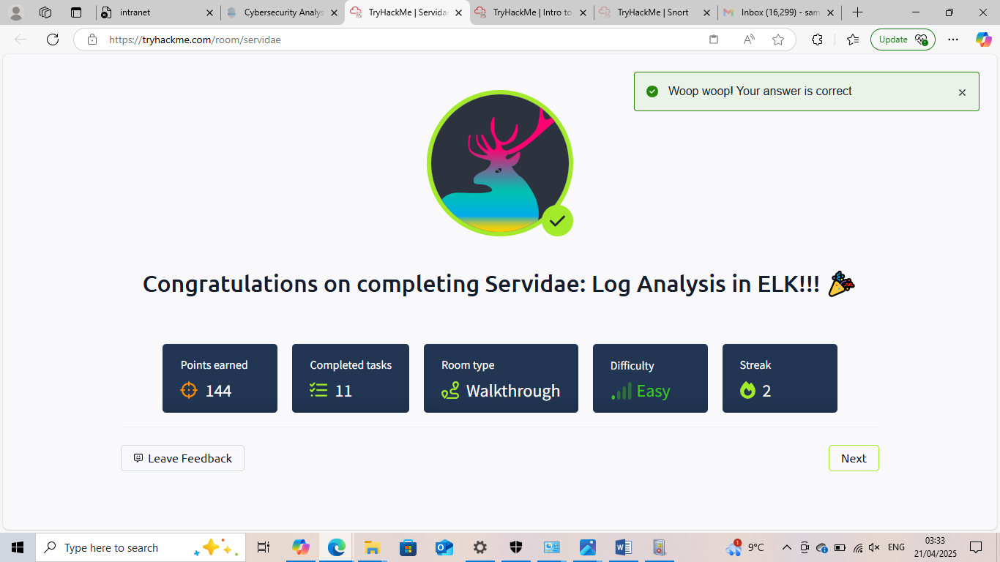 intranet
Cybersecurity Analys
TryHackMe | Servidae
TryHackMe | Intro to
TryHackMe | Snort
Inbox (16,299) - sam
https://tryhackme.com/room/servidae
Update
Woop woop! Your answer is correct
Congratulations on completing Servidae: Log Analysis in ELK!!! 🎉
Points earned
144
Completed tasks
11
Room type
Walkthrough
Difficulty
Easy
Streak
2
Leave Feedback
Next
Type here to search
1
9°C
ENG
03:33
21/04/2025